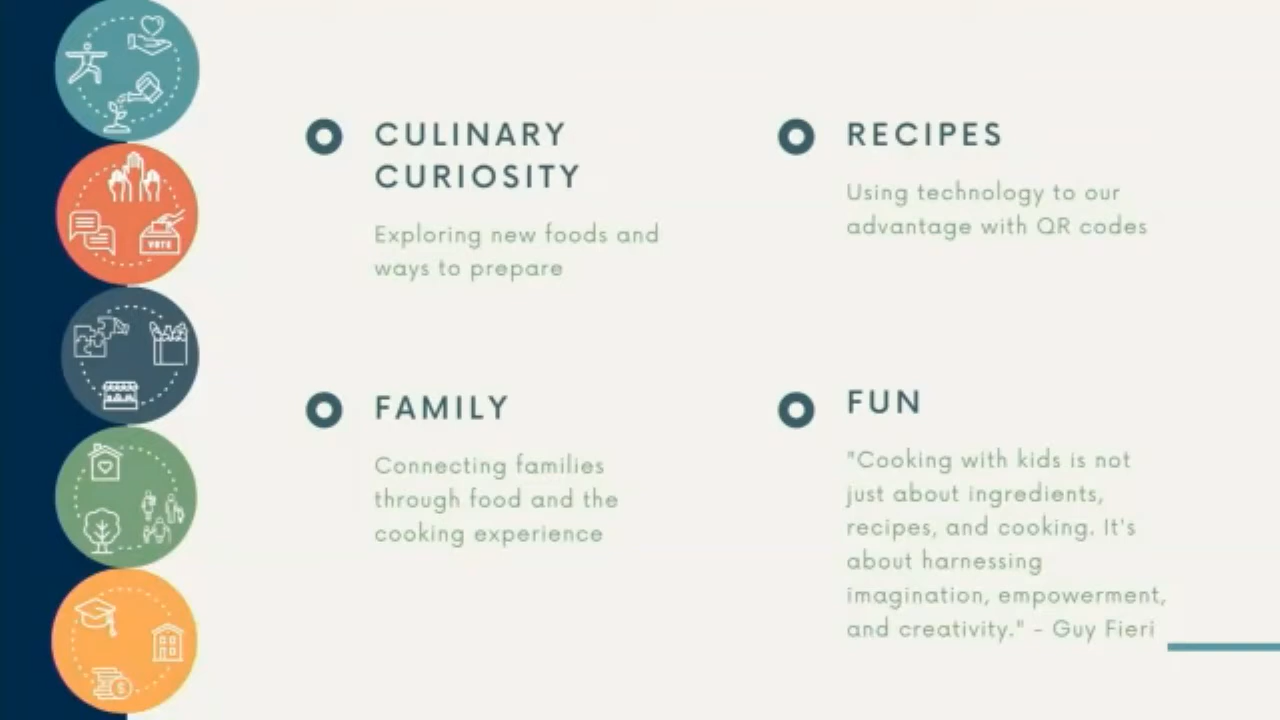 VOTE
CULINARY
CURIOSITY
Exploring new foods and
ways to prepare
RECIPES
Using technology to our
advantage with QR codes
FAMILY
Connecting families
through food and the
cooking experience
FUN
"Cooking with kids is not
just about ingredients,
recipes, and cooking. It's
about harnessing
imagination, empowerment,
and creativity." - Guy Fieri